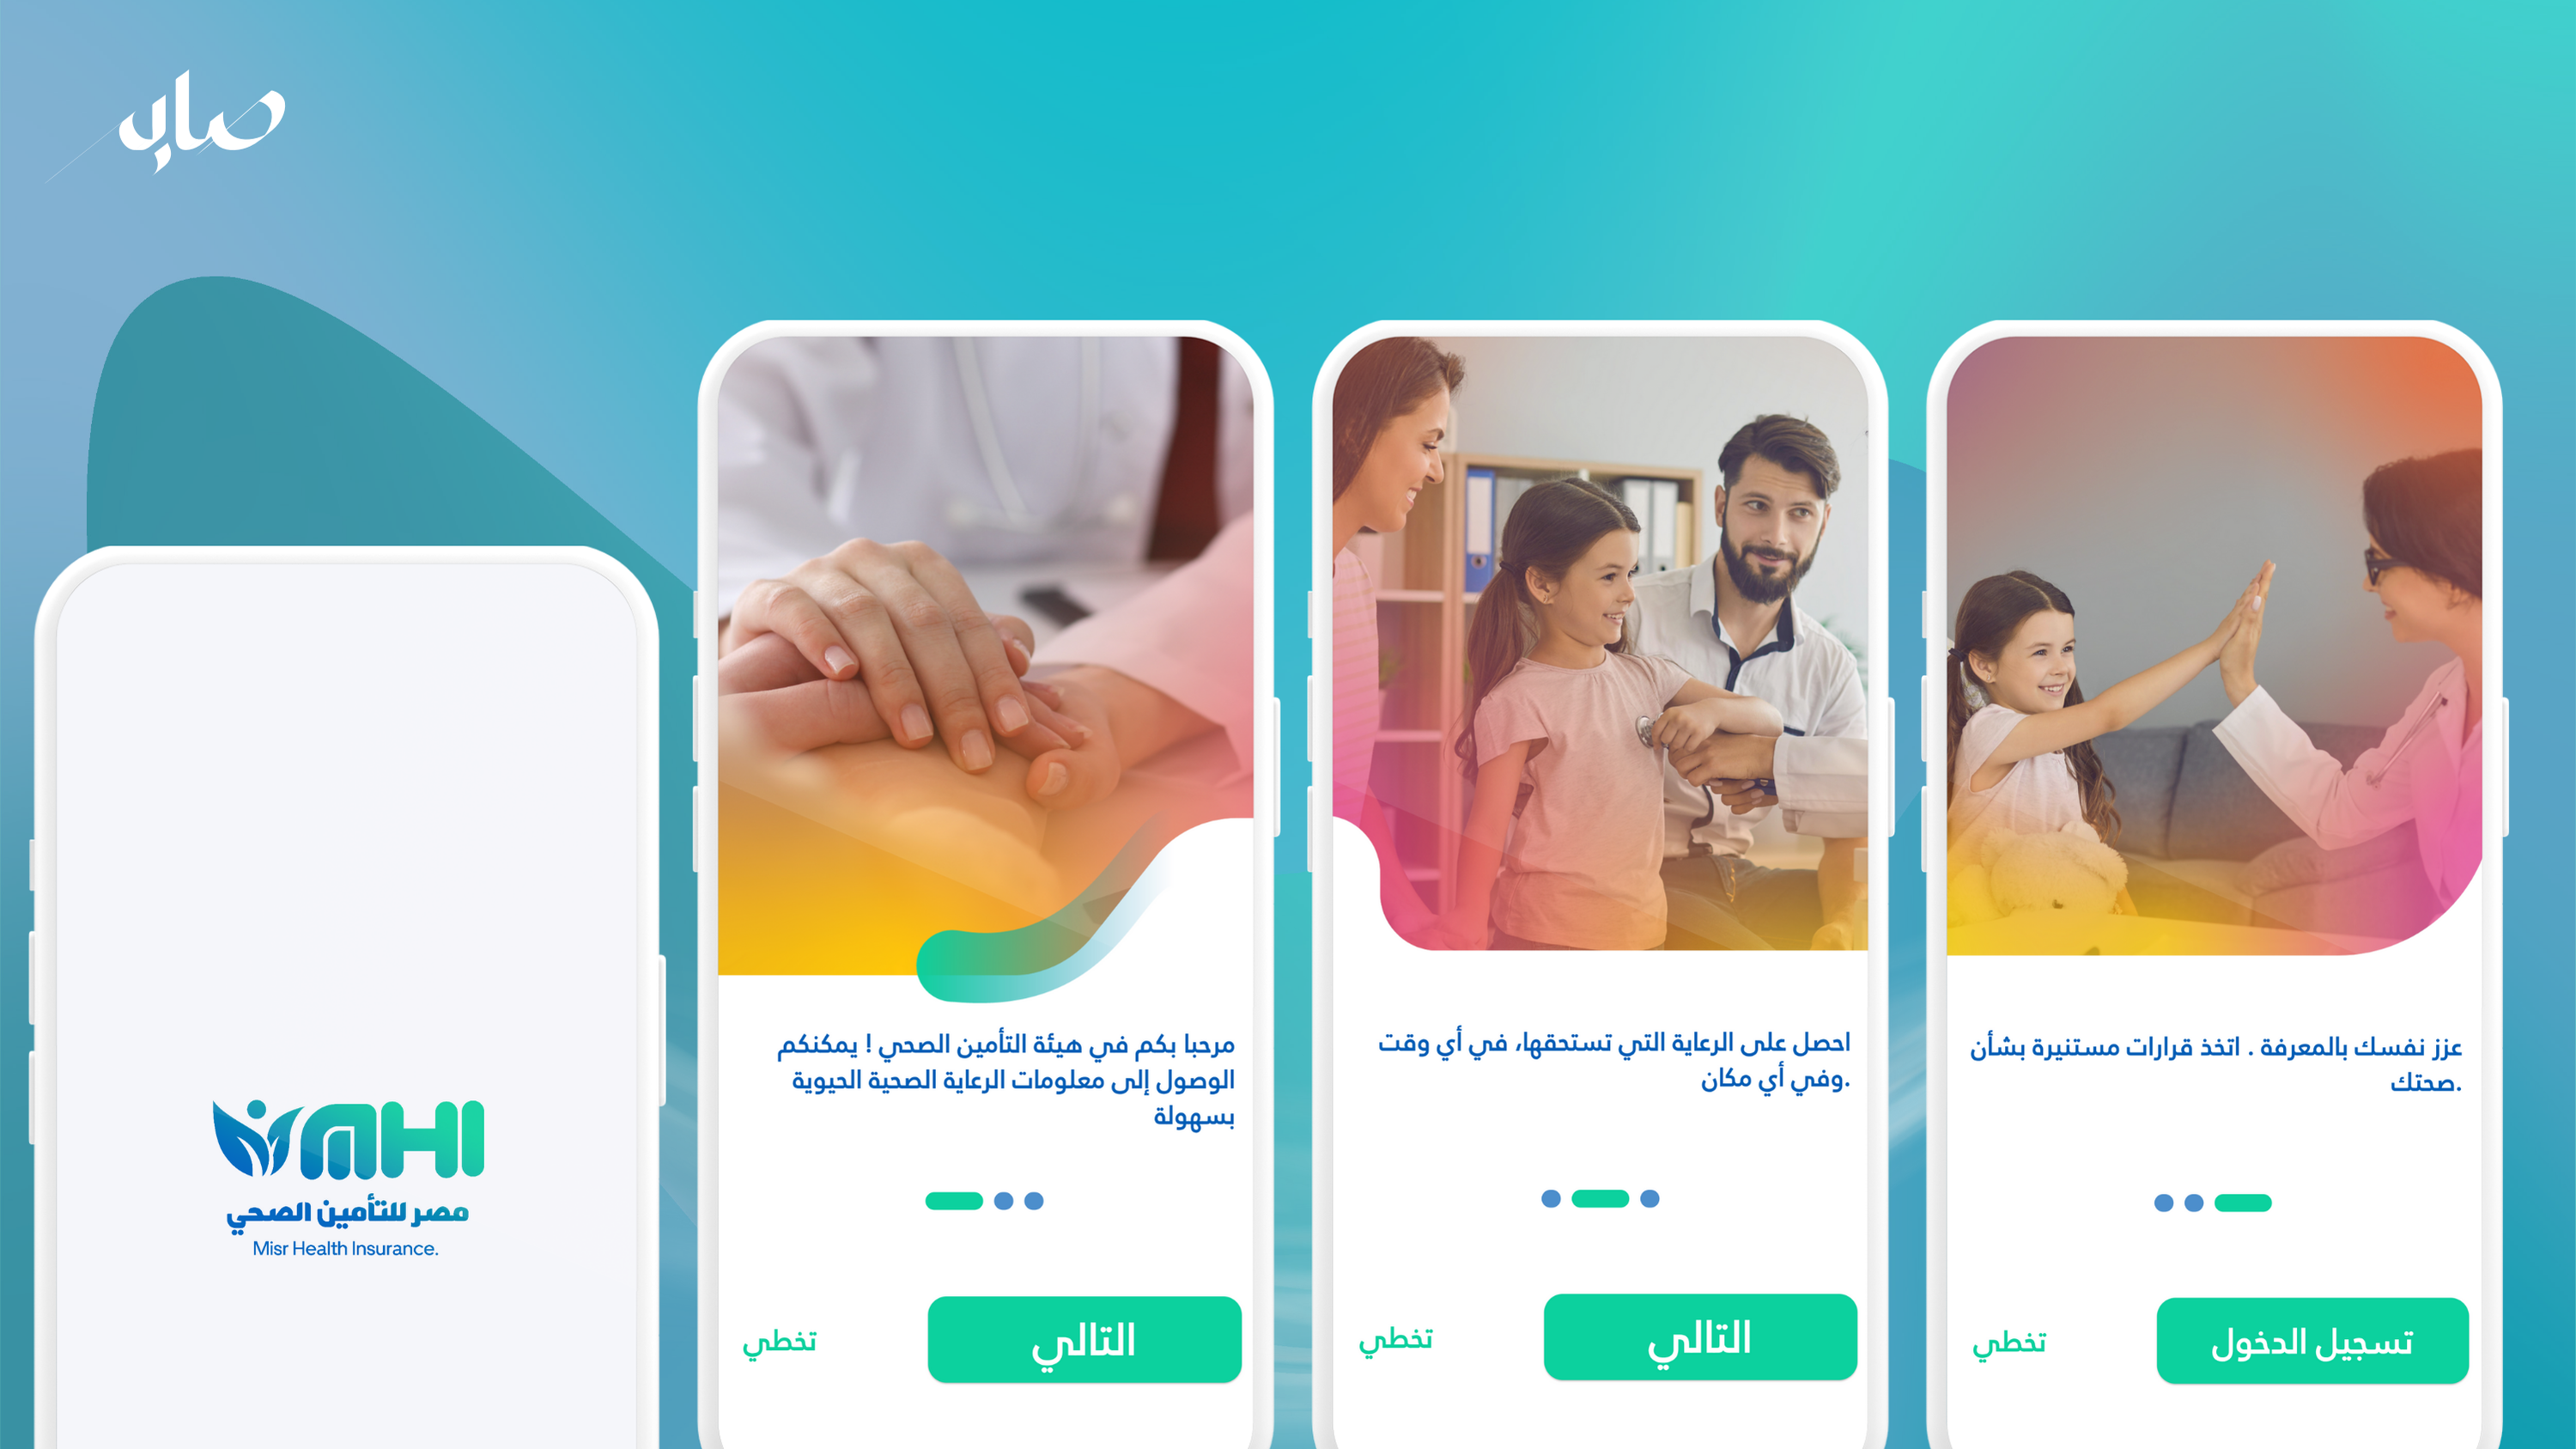 صاب
MHI
مصر للتأمين الصحي
Misr Health Insurance.
مرحبا بكم في هيئة التأمين الصحي ! يمكنكم
الوصول إلى معلومات الرعاية الصحية الحيوية
بسهولة
التالي
تخطي
احصل على الرعاية التي تستحقها، في أي وقت
وفي أي مكان.
التالي
تخطي
عزز نفسك بالمعرفة . اتخذ قرارات مستنيرة بشأن
صحتك.
تسجيل الدخول
تخطي